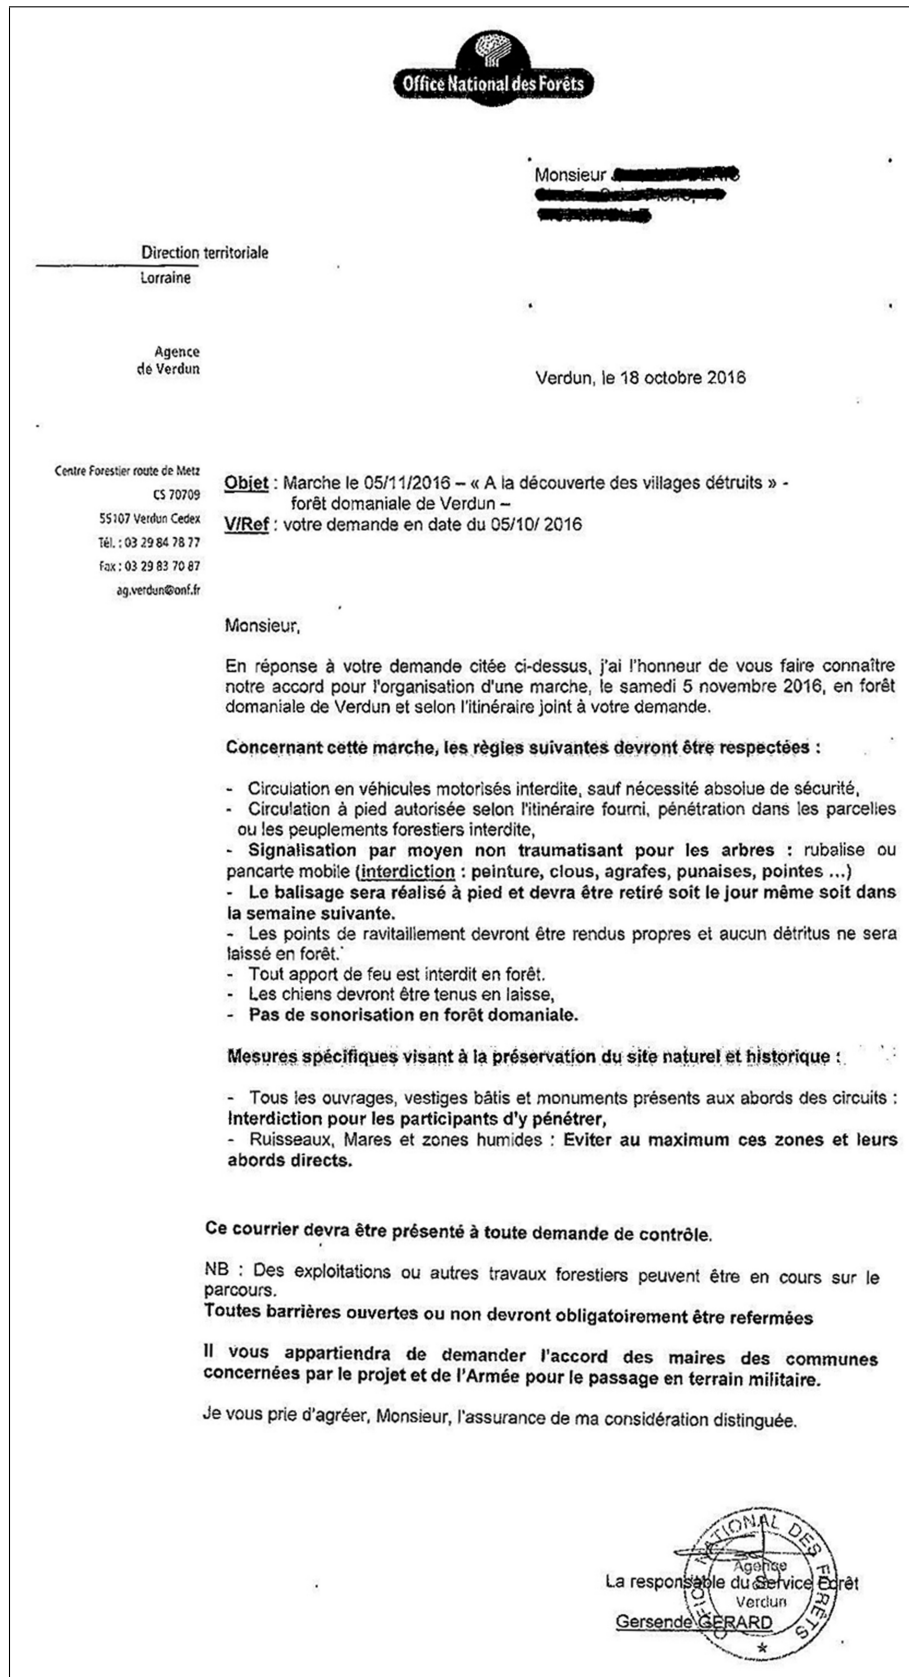 Office National des Forêts
Monsieur
Direction territoriale
Lorraine
Agence
de Verdun
Verdun, le 18 octobre 2016
Centre Forestier route de Metz
CS 70709
55107 Verdun Cedex
Tél. : 03 29 84 78 77
Fax : 03 29 83 70 87
ag.verdun@onf.fr
Objet : Marche le 05/11/2016 – « A la découverte des villages détruits » -
forêt domaniale de Verdun –
V/Ref : votre demande en date du 05/10/ 2016
Monsieur,
En réponse à votre demande citée ci-dessus, j'ai l'honneur de vous faire connaître
notre accord pour l'organisation d'une marche, le samedi 5 novembre 2016, en forêt
domaniale de Verdun et selon l'itinéraire joint à votre demande.
Concernant cette marche, les règles suivantes devront être respectées :
- Circulation en véhicules motorisés interdite, sauf nécessité absolue de sécurité,
- Circulation à pied autorisée selon l'itinéraire fourni, pénétration dans les parcelles
ou les peuplements forestiers interdite,
- Signalisation par moyen non traumatisant pour les arbres : rubalise ou
pancarte mobile (interdiction : peinture, clous, agrafes, punaises, pointes ...)
- Le balisage sera réalisé à pied et devra être retiré soit le jour même soit dans
la semaine suivante.
- Les points de ravitaillement devront être rendus propres et aucun détritus ne sera
laissé en forêt.
- Tout apport de feu est interdit en forêt.
- Les chiens devront être tenus en laisse,
- Pas de sonorisation en forêt domaniale.
Mesures spécifiques visant à la préservation du site naturel et historique :
- Tous les ouvrages, vestiges bâtis et monuments présents aux abords des circuits :
Interdiction pour les participants d'y pénétrer,
- Ruisseaux, Mares et zones humides : Eviter au maximum ces zones et leurs
abords directs.
Ce courrier devra être présenté à toute demande de contrôle.
NB : Des exploitations ou autres travaux forestiers peuvent être en cours sur le
parcours.
Toutes barrières ouvertes ou non devront obligatoirement être refermées
Il vous appartiendra de demander l'accord des maires des communes
concernées par le projet et de l'Armée pour le passage en terrain militaire.
Je vous prie d'agréer, Monsieur, l'assurance de ma considération distinguée.
OFFICE NATIONAL DES FORÊTS
Agence
Verdun
La responsable du Service Forêt
Gersende GERARD